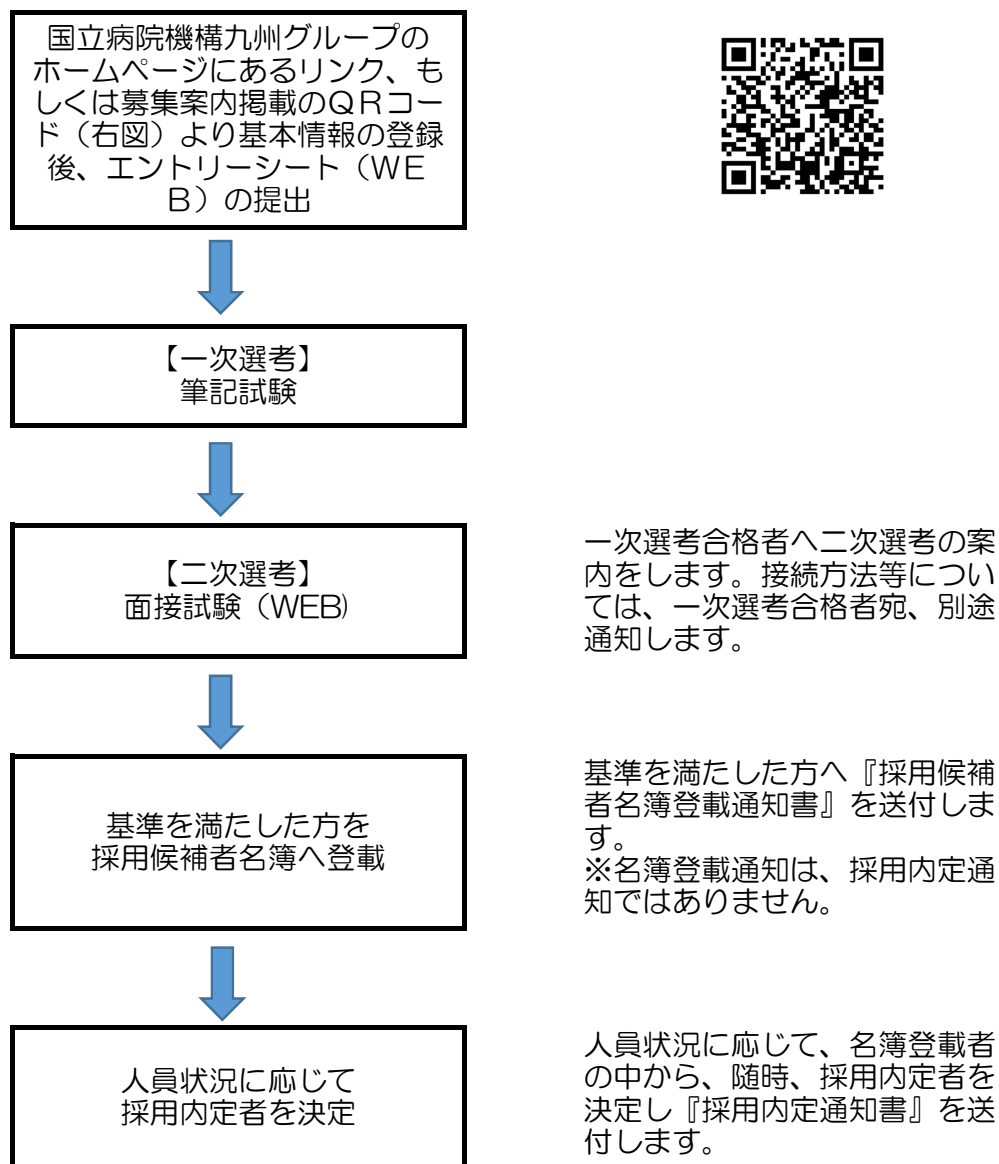 国立病院機構九州グループの
ホームページにあるリンク、も
しくは募集案内掲載のＱＲコー
ド（右図）より基本情報の登録
後、エントリーシート（ＷＥ
Ｂ）の提出
【一次選考】
筆記試験
【二次選考】
面接試験（WEB)
一次選考合格者へ二次選考の案
内をします。接続方法等につい
ては、一次選考合格者宛、別途
通知します。
基準を満たした方を
採用候補者名簿へ登載
基準を満たした方へ『採用候補
者名簿登載通知書』を送付しま
す。
※名簿登載通知は、採用内定通
知ではありません。
人員状況に応じて
採用内定者を決定
人員状況に応じて、名簿登載者
の中から、随時、採用内定者を
決定し『採用内定通知書』を送
付します。